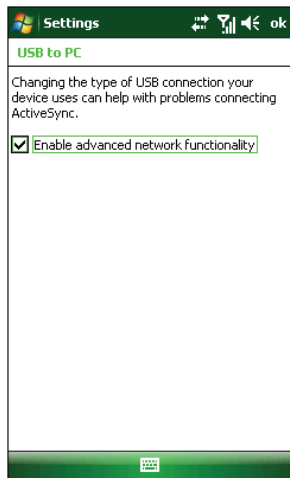 Settings ok
USB to PC
Changing the type of USB connection your
device uses can help with problems connecting
ActiveSync.
Enable advanced network functionality